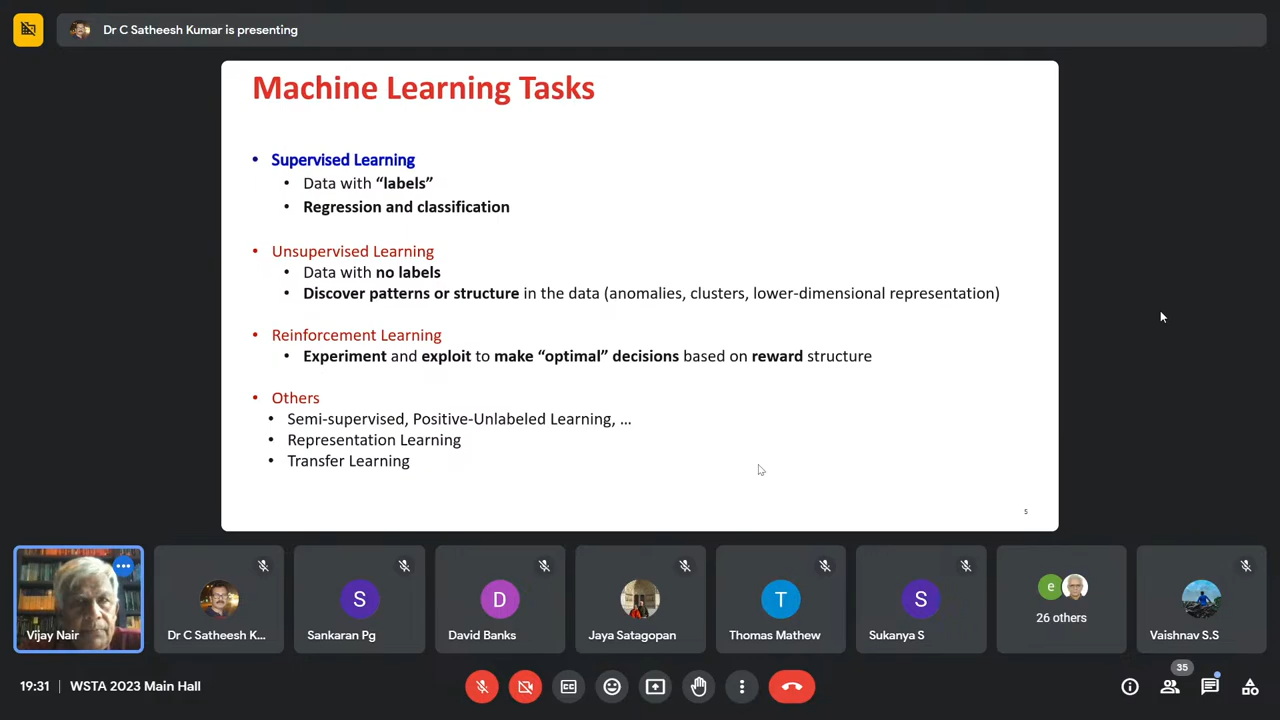 Dr C Satheesh Kumar is presenting
Machine Learning Tasks
• Supervised Learning
• Data with “labels”
• Regression and classification
• Unsupervised Learning
• Data with no labels
• Discover patterns or structure in the data (anomalies, clusters, lower-dimensional representation)
• Reinforcement Learning
• Experiment and exploit to make “optimal” decisions based on reward structure
• Others
• Semi-supervised, Positive-Unlabeled Learning, ...
• Representation Learning
• Transfer Learning
5
Vijay Nair
Dr C Satheesh K...
S
Sankaran Pg
D
David Banks
Jaya Satagopan
T
Thomas Mathew
S
Sukanya S
e
26 others
Vaishnav S.S
19:31 | WSTA 2023 Main Hall
35